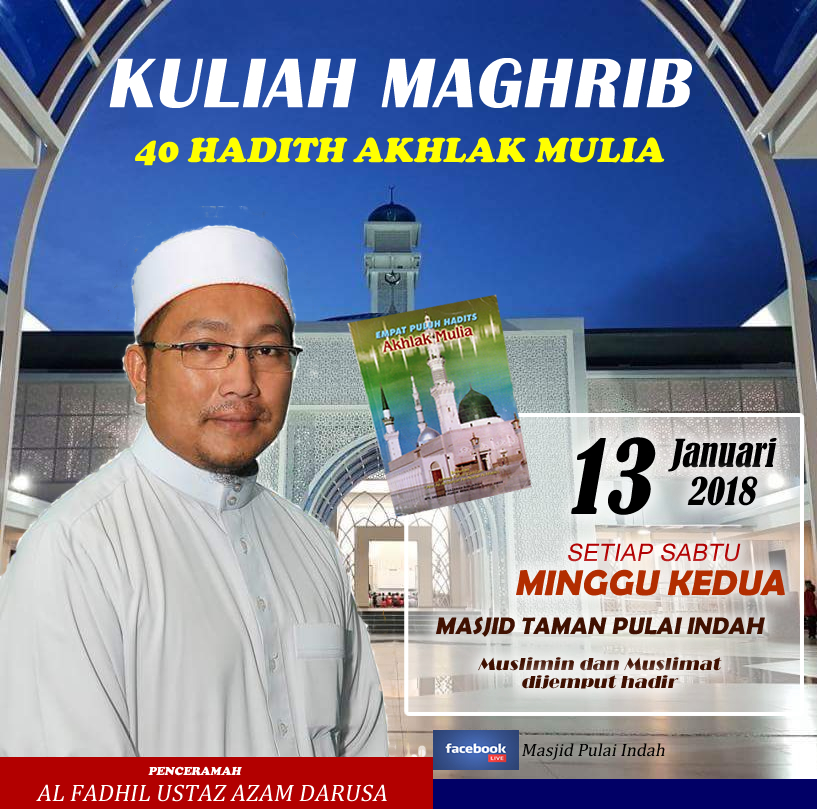 KULIAH MAGHRIB
40 HADITH AKHLAK MULIA
EMPAT PULUH HADITS
Akhlak Mulia
13 Januari
2018
SETIAP SABTU
MINGGU KEDUA
MASJID TAMAN PULAI INDAH
Muslimin dan Muslimat
dijemput hadir
facebook
LIVE
Masjid Pulai Indah
PENCERAMAH
AL FADHIL USTAZ AZAM DARUSA